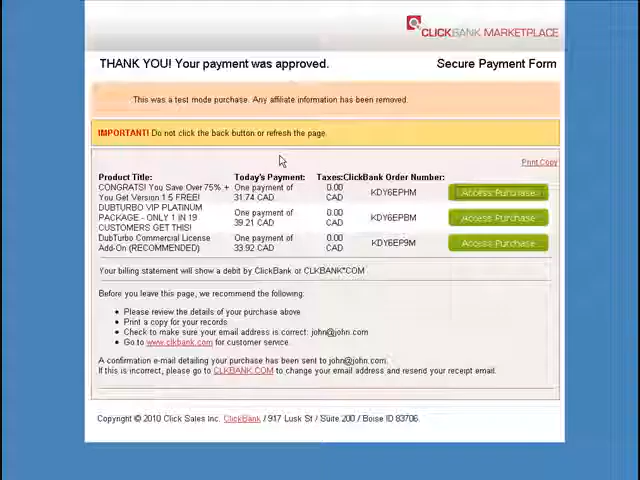 CLICKBANK MARKETPLACE
THANK YOU! Your payment was approved. Secure Payment Form
This was a test mode purchase. Any affiliate information has been removed.
IMPORTANT! Do not click the back button or refresh the page.
Print Copy
Product Title: Today's Payment: Taxes: ClickBank Order Number:
CONGRATS! You Save Over 75% + One payment of 0.00 KDY6EPHM Access Purchase
You Get Version 1.5 FREE! 31.74 CAD CAD
DUBTURBO VIP PLATINUM One payment of 0.00 KDY6EPBM Access Purchase
PACKAGE - ONLY 1 IN 19 39.21 CAD CAD
CUSTOMERS GET THIS!
DubTurbo Commercial License One payment of 0.00 KDY6EP9M Access Purchase
Add-On (RECOMMENDED) 33.92 CAD CAD
Your billing statement will show a debit by ClickBank or CLKBANK*COM
Before you leave this page, we recommend the following:
• Please review the details of your purchase above
• Print a copy for your records
• Check to make sure your email address is correct: john@john.com
• Go to www.clkbank.com for customer service.
A confirmation e-mail detailing your purchase has been sent to john@john.com.
If this is incorrect, please go to CLKBANK.COM to change your email address and resend your receipt email.
Copyright © 2010 Click Sales Inc. ClickBank / 917 Lusk St / Suite 200 / Boise ID 83706.